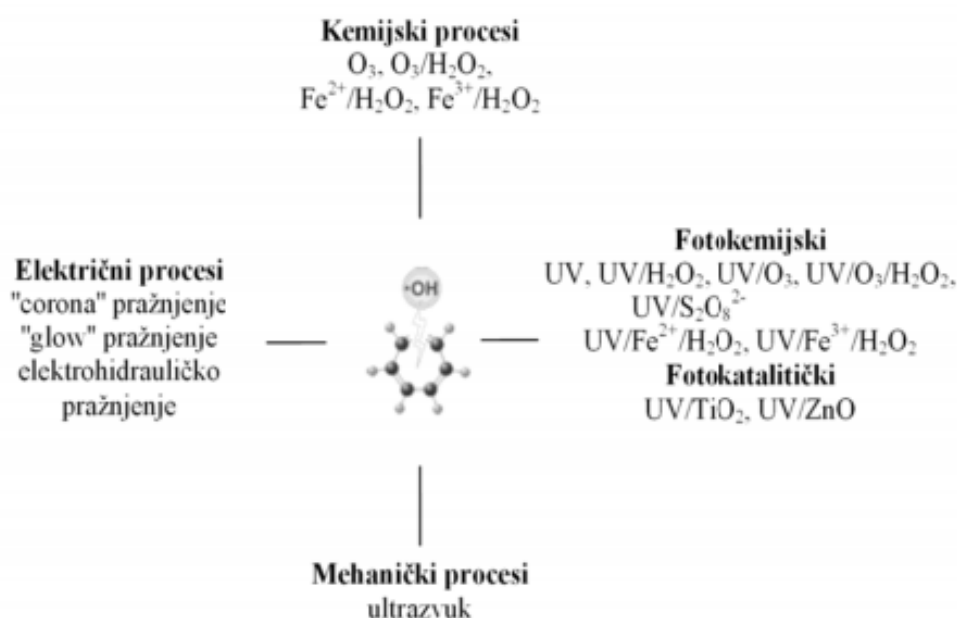 Kemijski procesi
O₃, O₃/H₂O₂,
Fe²⁺/H₂O₂, Fe³⁺/H₂O₂
Električni procesi
"corona" pražnjenje
"glow" pražnjenje
elektrohidrauličko
pražnjenje
·OH
Fotokemijski
UV, UV/H₂O₂, UV/O₃, UV/O₃/H₂O₂,
UV/S₂O₈²⁻
UV/Fe²⁺/H₂O₂, UV/Fe³⁺/H₂O₂
Fotokatalitički
UV/TiO₂, UV/ZnO
Mehanički procesi
ultrazvuk